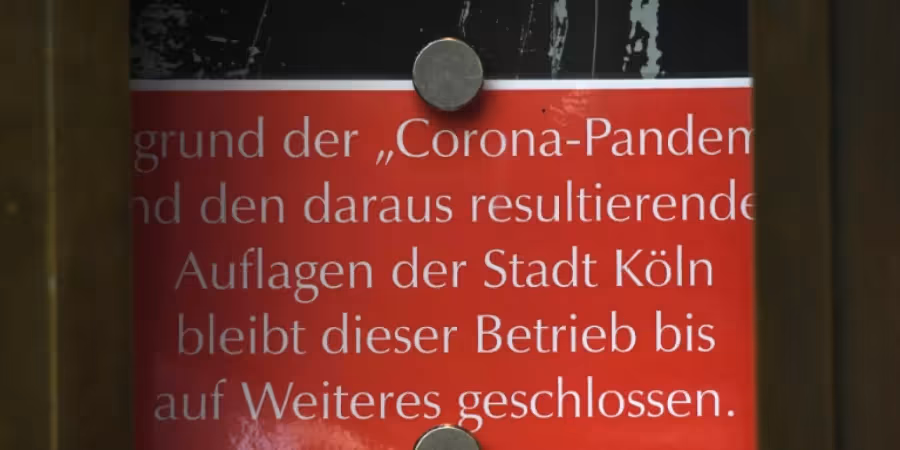 grund der „Corona-Pandem
nd den daraus resultierende
Auflagen der Stadt Köln
bleibt dieser Betrieb bis
auf Weiteres geschlossen.